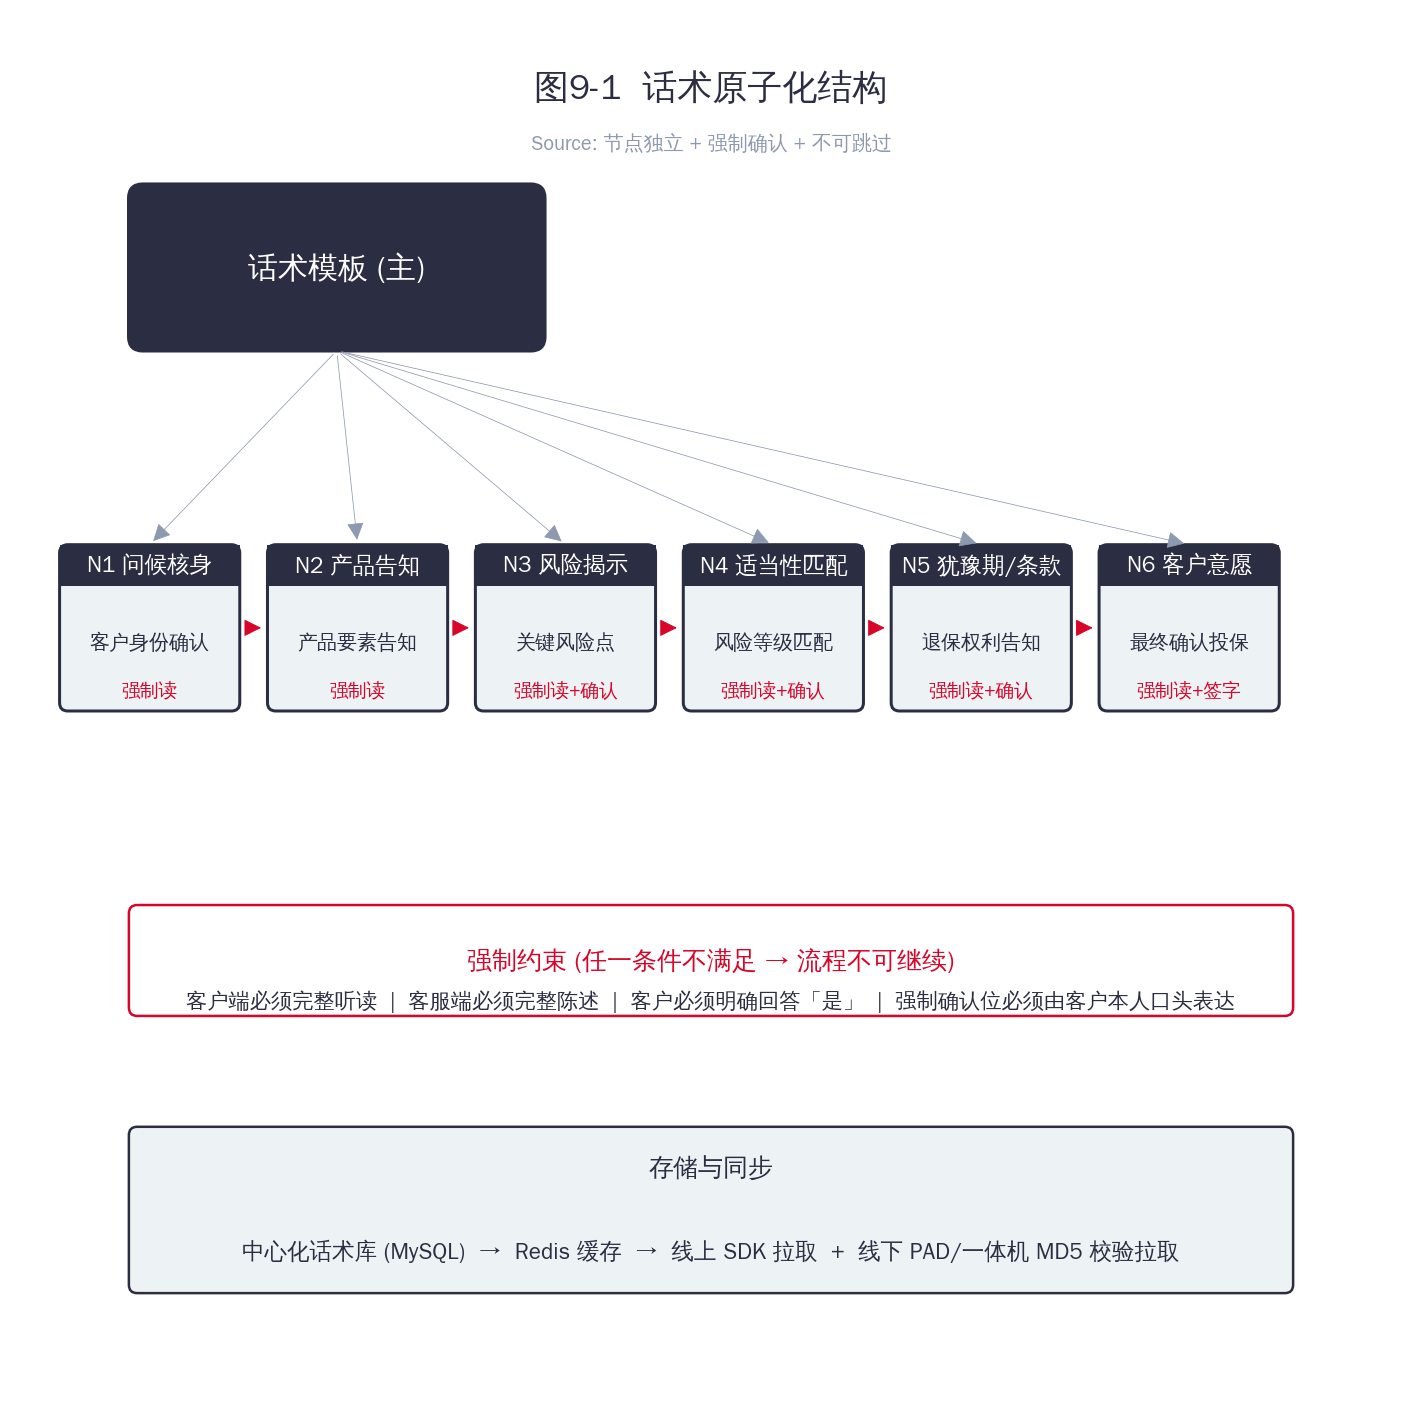 图9-1 话术原子化结构
Source: 节点独立 + 强制确认 + 不可跳过
话术模板 (主)
N1 问候核身
客户身份确认
强制读
N2 产品告知
产品要素告知
强制读
N3 风险揭示
关键风险点
强制读+确认
N4 适当性匹配
风险等级匹配
强制读+确认
N5 犹豫期/条款
退保权利告知
强制读+确认
N6 客户意愿
最终确认投保
强制读+签字
强制约束 (任一条件不满足 → 流程不可继续)
客户端必须完整听读 | 客服端必须完整陈述 | 客户必须明确回答「是」 | 强制确认位必须由客户本人口头表达
存储与同步
中心化话术库 (MySQL) → Redis 缓存 → 线上 SDK 拉取 + 线下 PAD/一体机 MD5 校验拉取